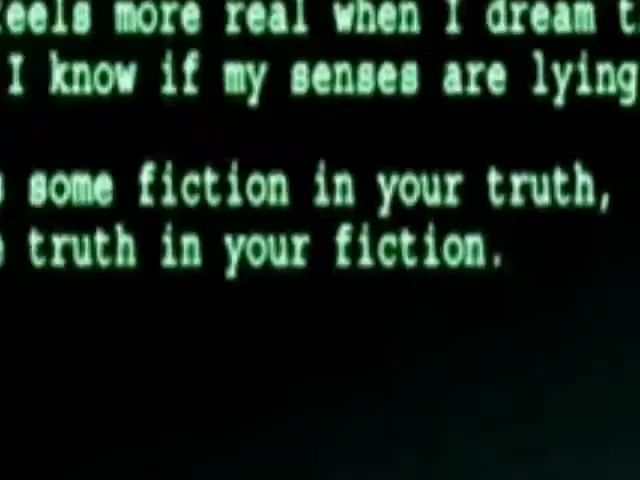 feels more real when I dream t
I know if my senses are lying
some fiction in your truth,
truth in your fiction.